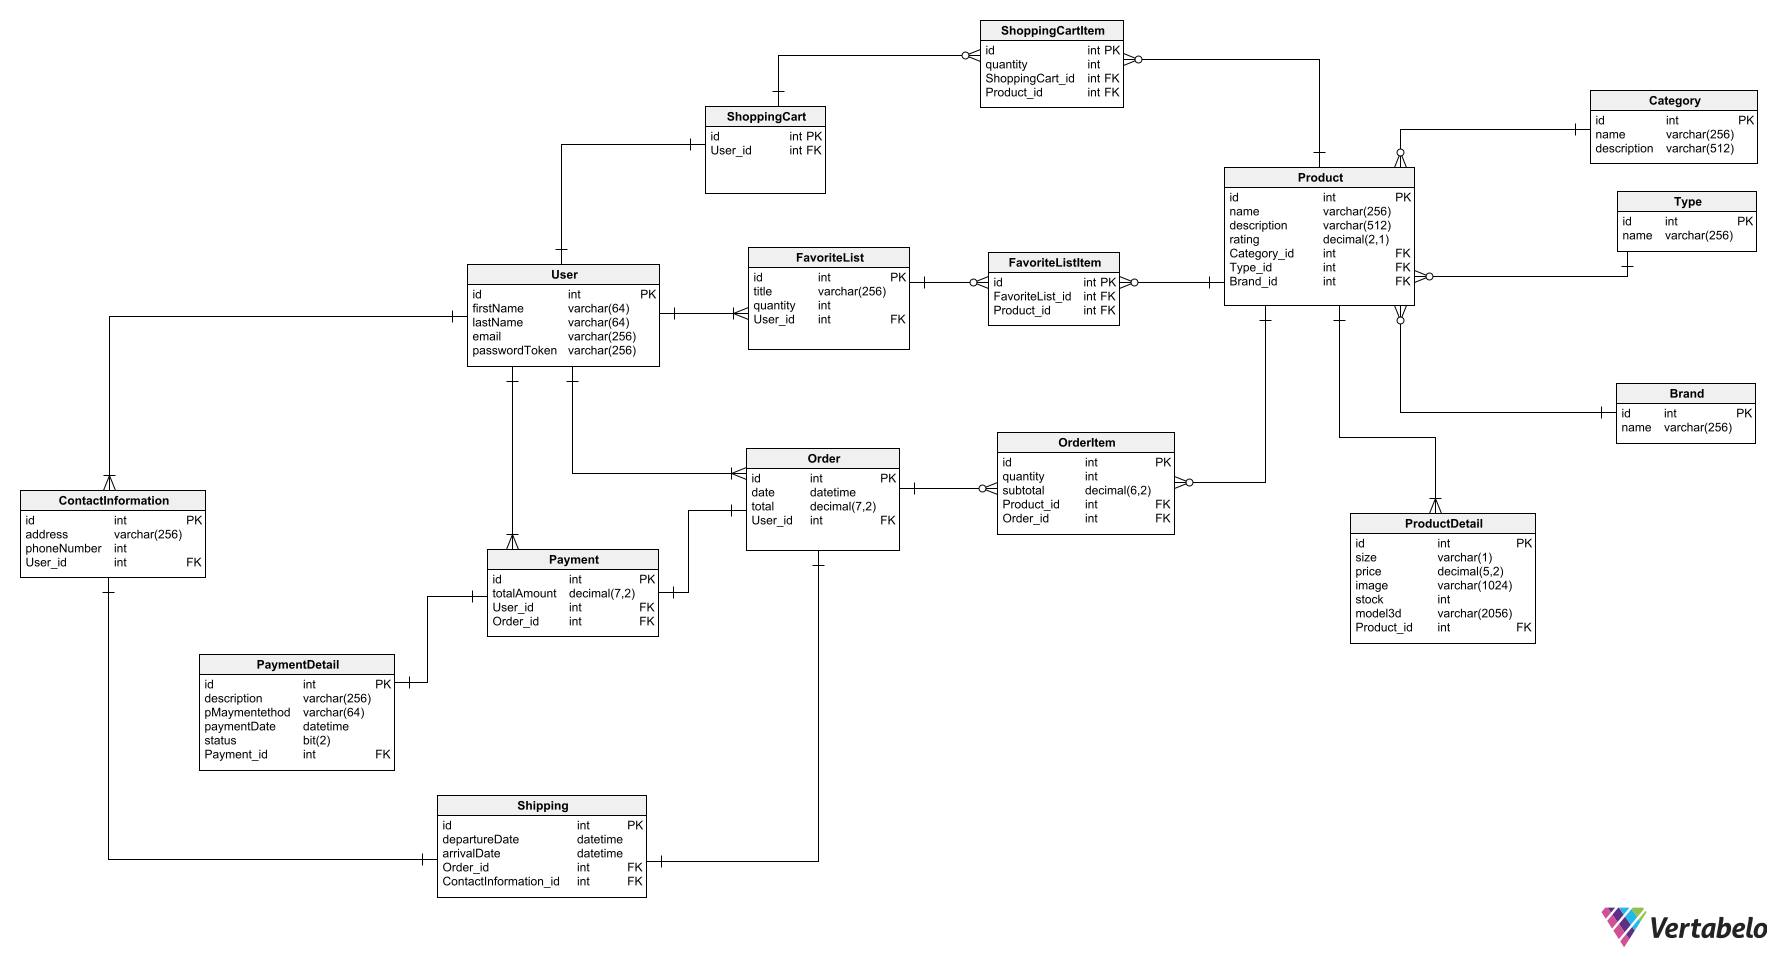 ShoppingCartItem
id int PK
quantity int
ShoppingCart_id int FK
Product_id int FK
ShoppingCart
id int PK
User_id int FK
Category
id int PK
name varchar(256)
description varchar(512)
Product
id int PK
name varchar(256)
description varchar(512)
rating decimal(2,1)
Category_id int FK
Type_id int FK
Brand_id int FK
Type
id int PK
name varchar(256)
User
id int PK
firstName varchar(64)
lastName varchar(64)
email varchar(256)
passwordToken varchar(256)
FavoriteList
id int PK
title varchar(256)
quantity int
User_id int FK
FavoriteListItem
id int PK
FavoriteList_id int FK
Product_id int FK
Brand
id int PK
name varchar(256)
Order
id int PK
date datetime
total decimal(7,2)
User_id int FK
OrderItem
id int PK
quantity int
subtotal decimal(6,2)
Product_id int FK
Order_id int FK
ContactInformation
id int PK
address varchar(256)
phoneNumber int
User_id int FK
ProductDetail
id int PK
size varchar(1)
price decimal(5,2)
image varchar(1024)
stock int
model3d varchar(2056)
Product_id int FK
Payment
id int PK
totalAmount decimal(7,2)
User_id int FK
Order_id int FK
PaymentDetail
id int PK
description varchar(256)
pMaymentethod varchar(64)
paymentDate datetime
status bit(2)
Payment_id int FK
Shipping
id int PK
departureDate datetime
arrivalDate datetime
Order_id int FK
ContactInformation_id int FK
Vertabelo